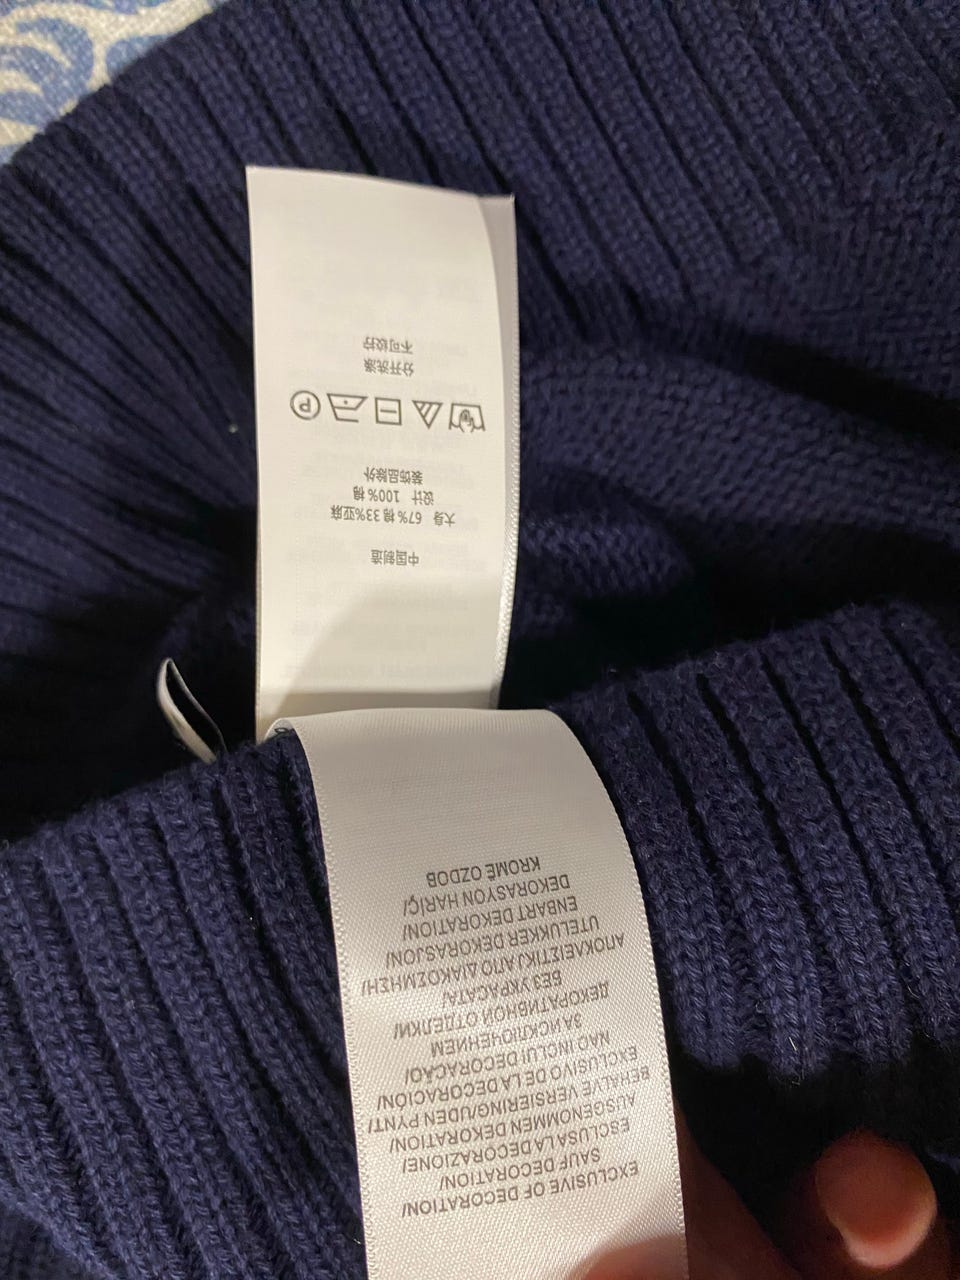 EXCLUSIVE OF DECORATION/
SAUF DECORATION/
ESCLUSA LA DECORAZIONE/
AUSGENOMMEN DEKORATION/
BEHALVE VERSIERING/UDEN PYNT/
EXCLUSIVO DE LA DECORACIÓN/
NÃO INCLUI DECORAÇÃO/
ЗА ИСКЛЮЧЕНИЕМ
ДЕКОРАТИВНОЙ ОТДЕЛКИ/
БЕЗ УКРАСАТА/
ΑΠΟΚΛΕΙΣΤΙΚΑ ΑΠΟ ΔΙΑΚΟΣΜΗΣΗ/
UTELUKKER DEKORASJON/
ENBART DEKORATION/
DEKORASYON HARİÇ/
KROMĚ OZDOB
中国制造
大身 67% 棉 33%亚麻
设计 100% 棉
装饰品除外
P
分开洗涤
不可绞拧